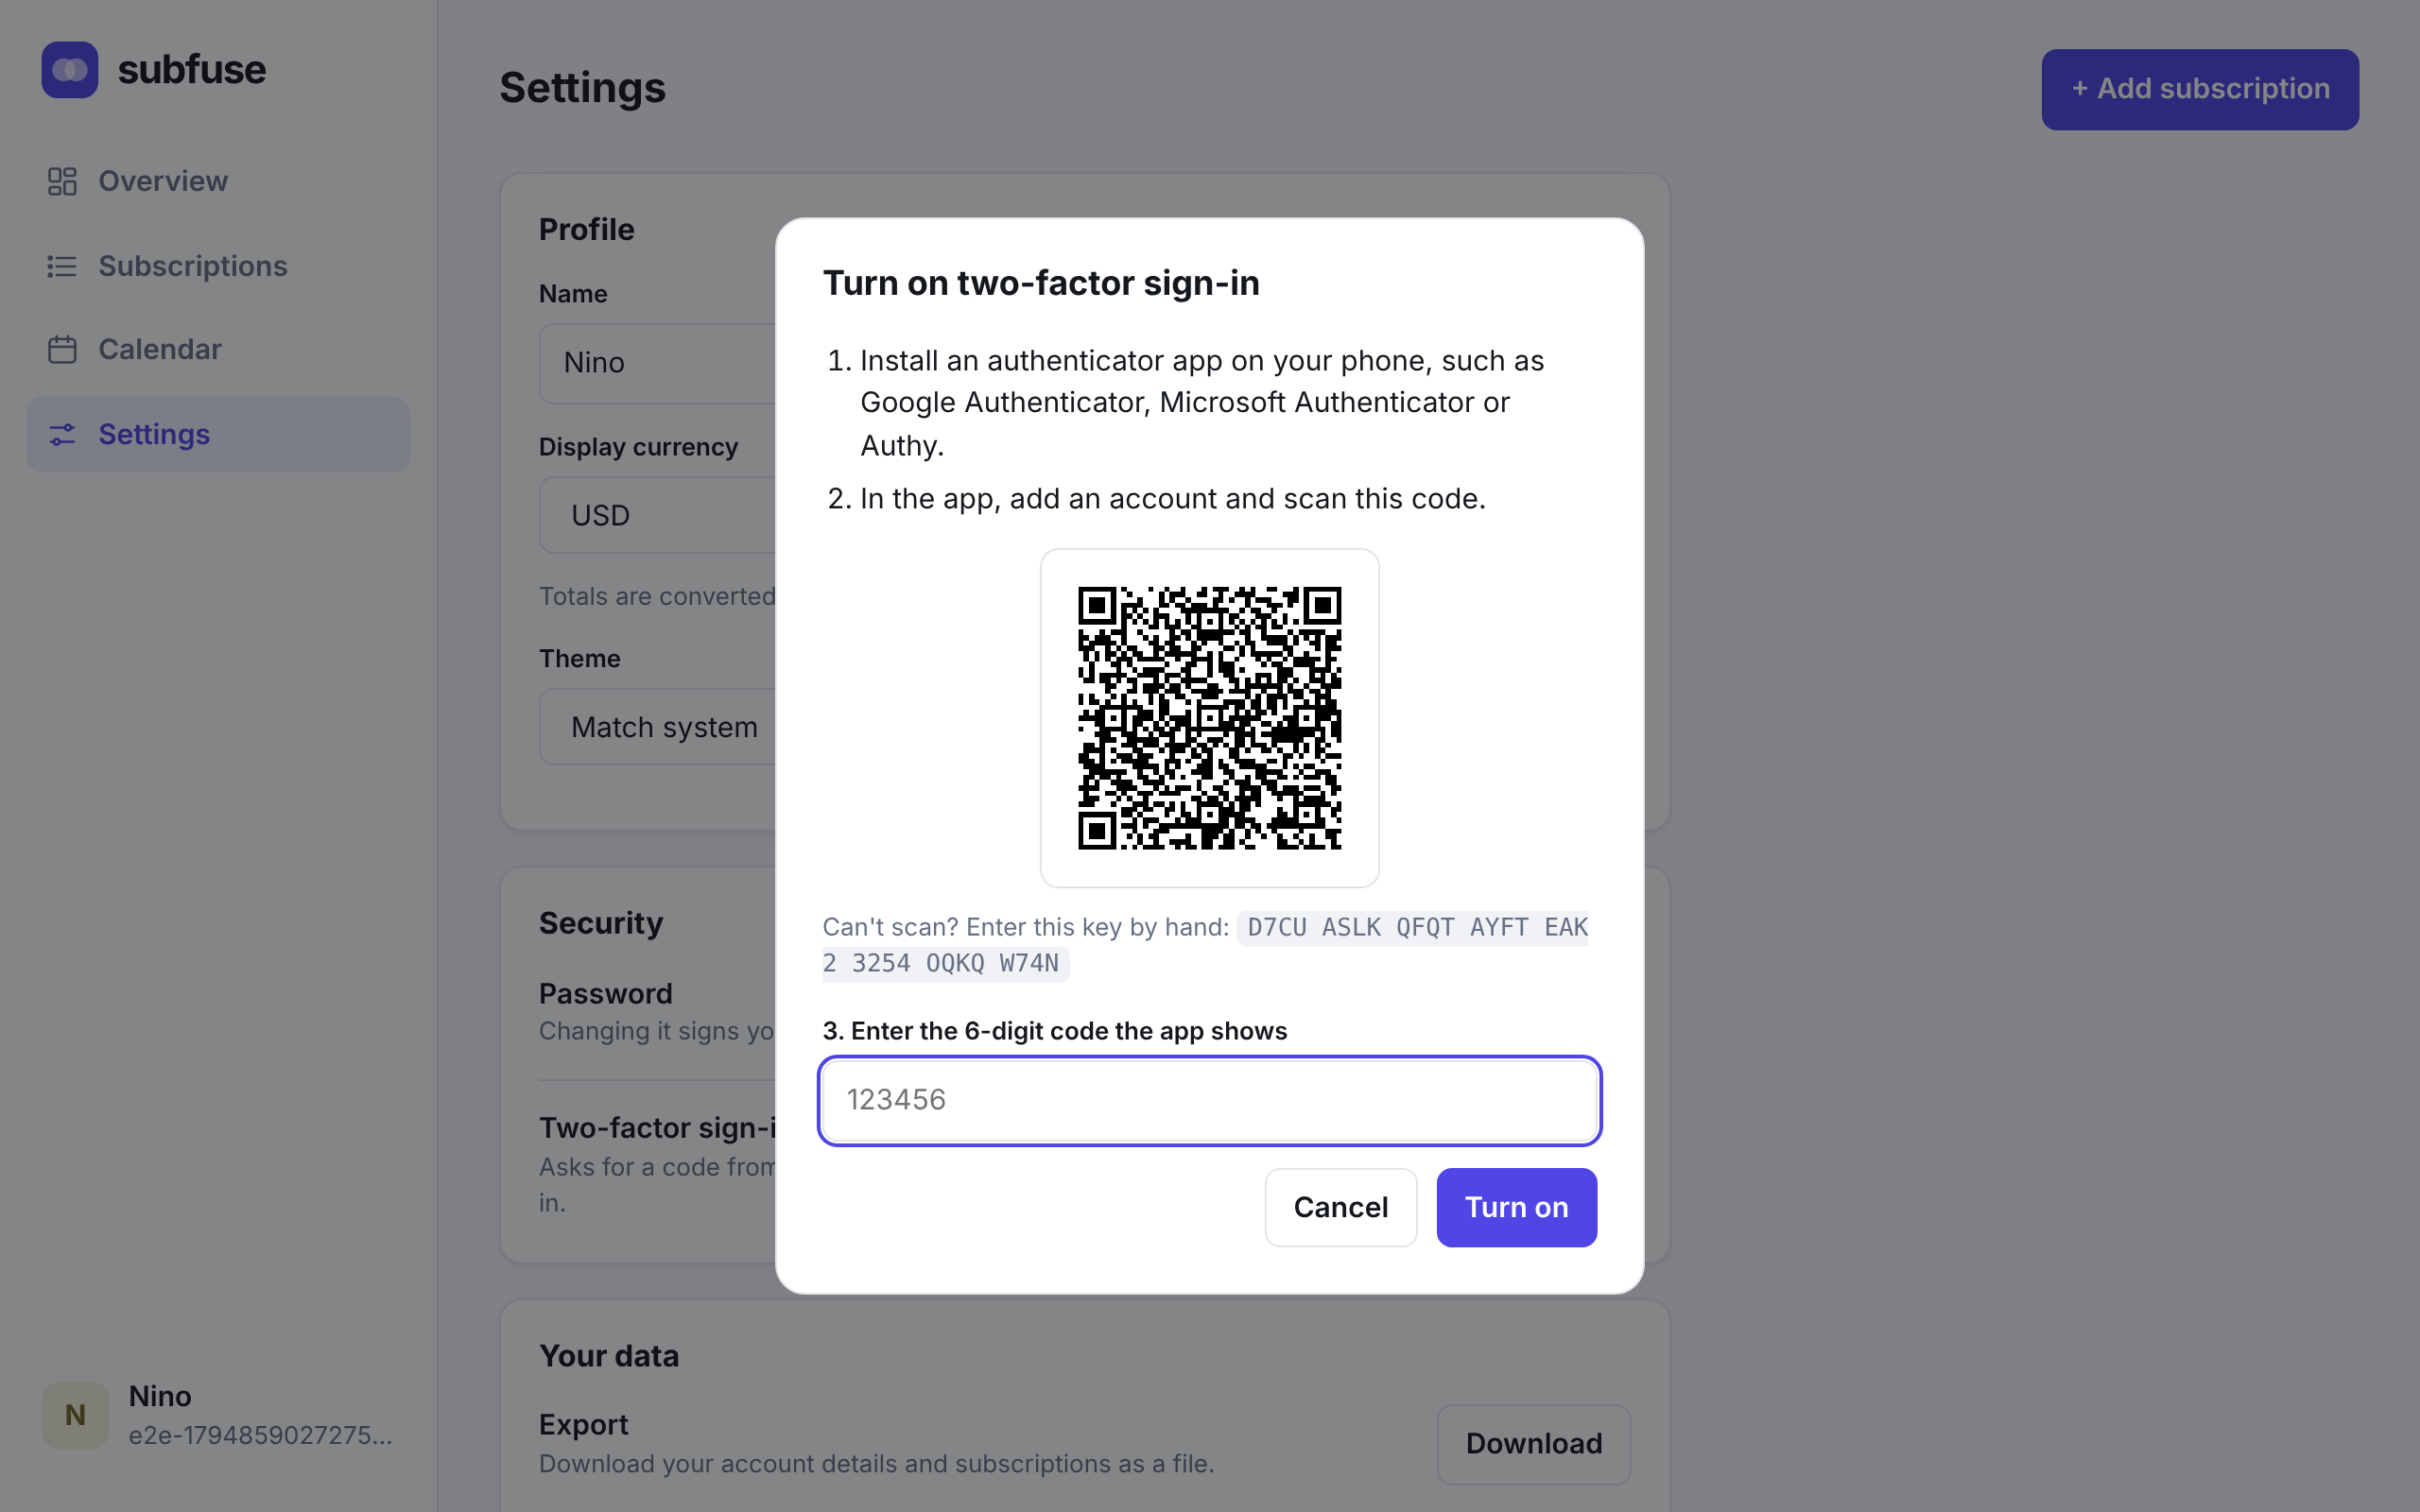 subfuse
Overview
Subscriptions
Calendar
Settings
Nino
N
e2e-1794859027275...
Settings
+ Add subscription
Profile
Name
Nino
Display currency
USD
Totals are converted
Theme
Match system
Security
Password
Changing it signs yo
Two-factor sign-i
Asks for a code from
in.
Your data
Export
Download your account details and subscriptions as a file.
Download
Turn on two-factor sign-in
1. Install an authenticator app on your phone, such as
Google Authenticator, Microsoft Authenticator or
Authy.
2. In the app, add an account and scan this code.
Can't scan? Enter this key by hand: D7CU ASLK QFQT AYFT EAK
2 3254 OQKQ W74N
3. Enter the 6-digit code the app shows
123456
Cancel
Turn on